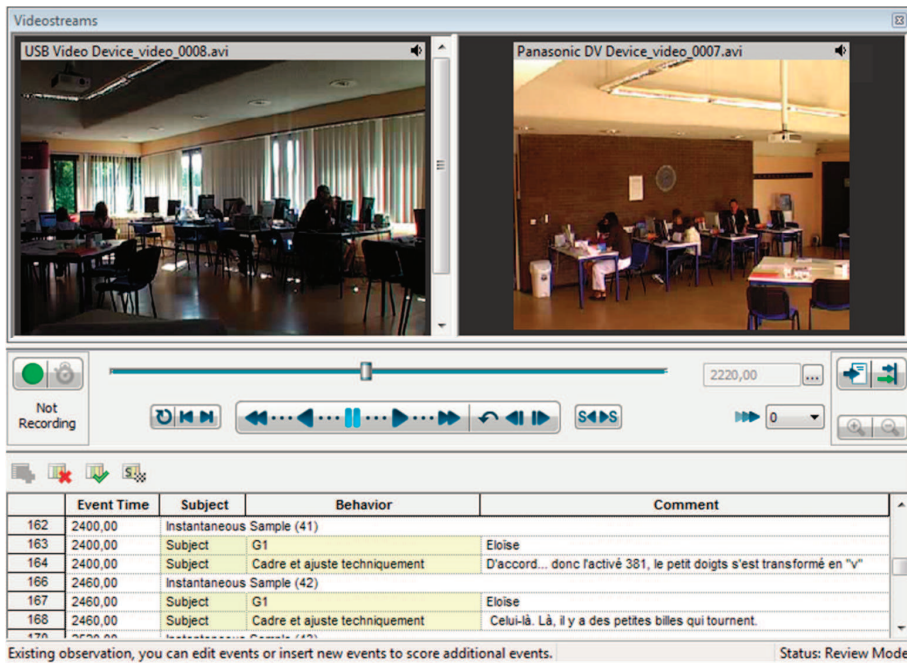 Videostreams
USB Video Device_video_0008.avi
Panasonic DV Device_video_0007.avi
2220,00
...
Not
Recording
S S
0
Event Time Subject Behavior Comment
162 2400,00 Instantaneous Sample (41)
163 2400,00 Subject G1 Eloïse
164 2400,00 Subject Cadre et ajuste techniquement D'accord... donc l'activé 381, le petit doigts s'est transformé en "v"
166 2460,00 Instantaneous Sample (42)
167 2460,00 Subject G1 Eloïse
168 2460,00 Subject Cadre et ajuste techniquement Celui-là. Là, il y a des petites billes qui tournent.
Existing observation, you can edit events or insert new events to score additional events. Status: Review Mode